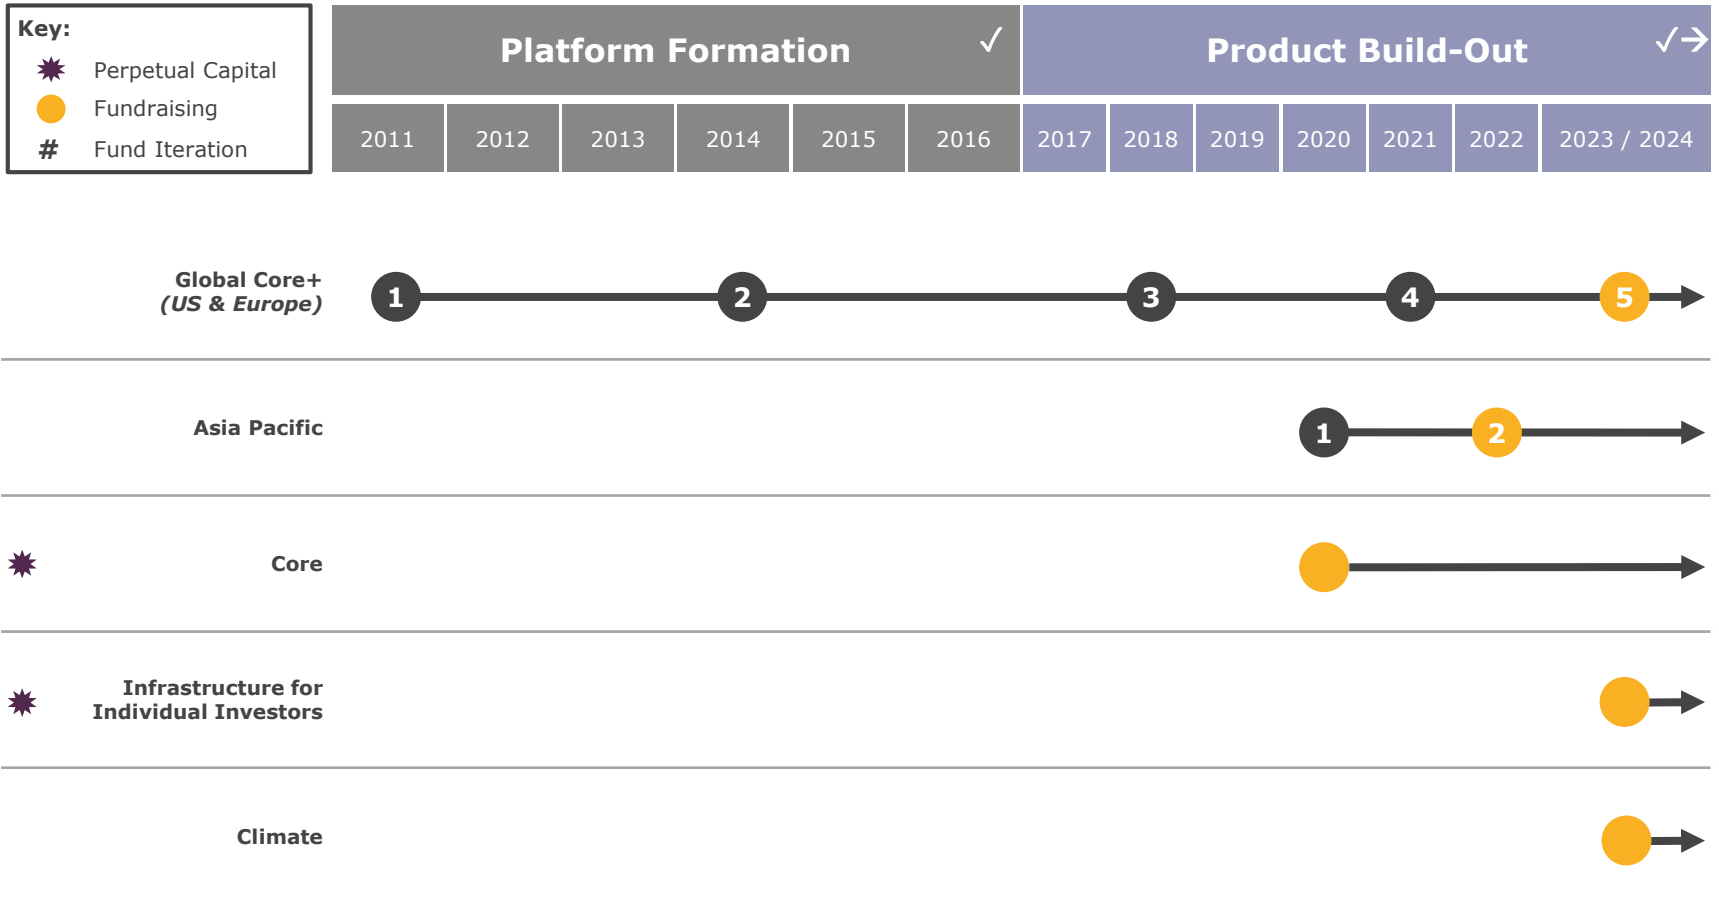 Key:
Perpetual Capital
Fundraising
# Fund Iteration
Platform Formation ✓
Product Build-Out ✓→
2011 2012 2013 2014 2015 2016 2017 2018 2019 2020 2021 2022 2023 / 2024
Global Core+
(US & Europe)
1 2 3 4 5
Asia Pacific
1 2
Core
Infrastructure for
Individual Investors
Climate